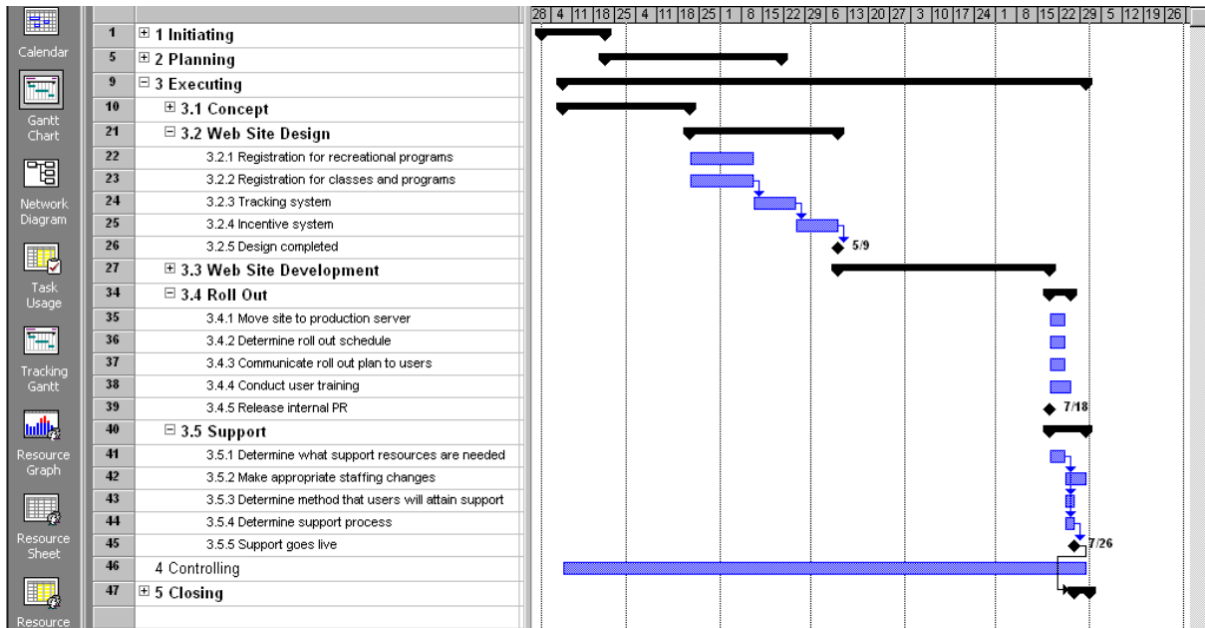 28 4 11 18 25 4 11 18 25 1 8 15 22 29 6 13 20 27 3 10 17 24 1 8 15 22 29 5 12 19 26
Calendar
Gantt
Chart
Network
Diagram
Task
Usage
Tracking
Gantt
Resource
Graph
Resource
Sheet
Resource
1 1 Initiating
5 2 Planning
9 3 Executing
10 3.1 Concept
21 3.2 Web Site Design
22 3.2.1 Registration for recreational programs
23 3.2.2 Registration for classes and programs
24 3.2.3 Tracking system
25 3.2.4 Incentive system
26 3.2.5 Design completed 5/9
27 3.3 Web Site Development
34 3.4 Roll Out
35 3.4.1 Move site to production server
36 3.4.2 Determine roll out schedule
37 3.4.3 Communicate roll out plan to users
38 3.4.4 Conduct user training
39 3.4.5 Release internal PR 7/18
40 3.5 Support
41 3.5.1 Determine what support resources are needed
42 3.5.2 Make appropriate staffing changes
43 3.5.3 Determine method that users will attain support
44 3.5.4 Determine support process
45 3.5.5 Support goes live 7/26
46 4 Controlling
47 5 Closing